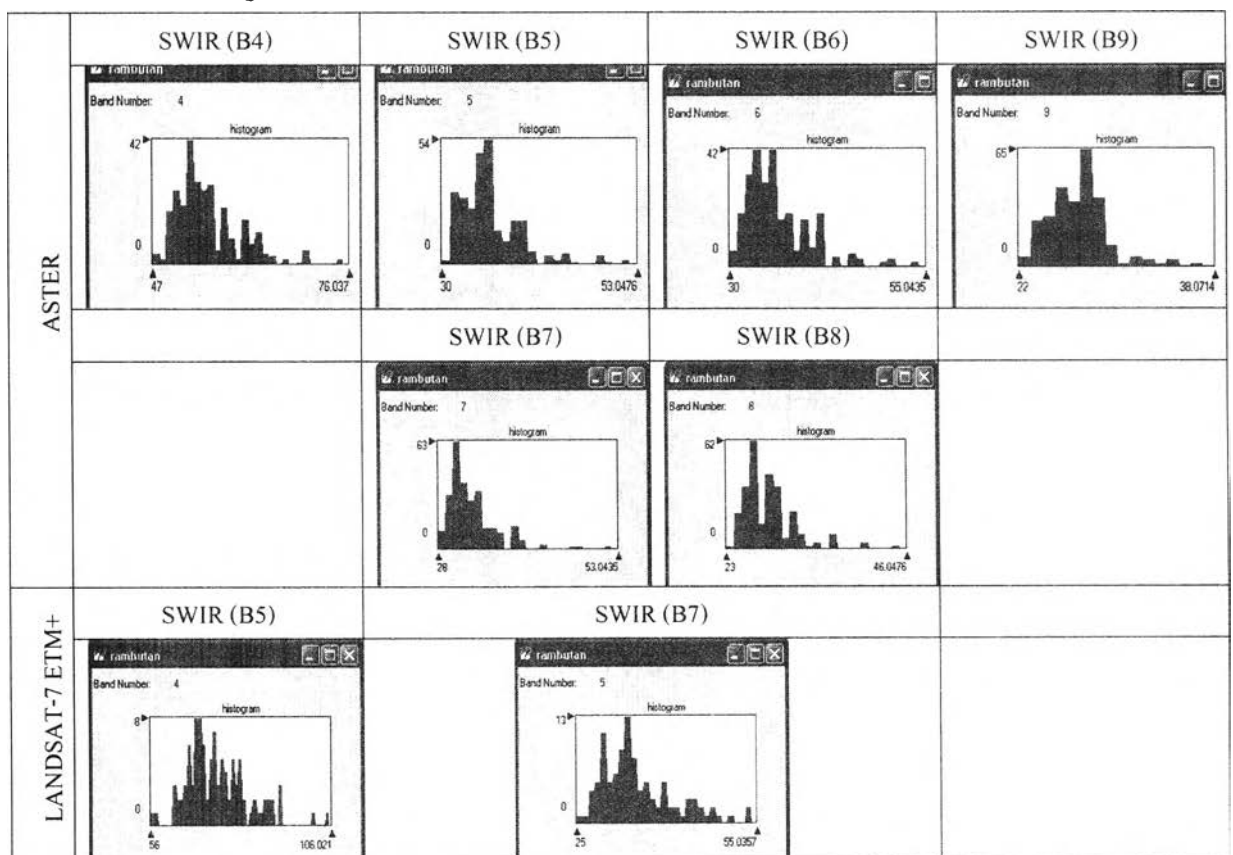 SWIR (B4) SWIR (B5) SWIR (B6) SWIR (B9)
ASTER
rambutan
Band Number: 4
histogram
42
0
47 76.037
rambutan
Band Number: 5
histogram
54
0
30 53.0476
rambutan
Band Number: 6
histogram
42
0
30 55.0435
rambutan
Band Number: 9
histogram
65
0
22 38.0714
SWIR (B7) SWIR (B8)
rambutan
Band Number: 7
histogram
63
0
26 53.0435
rambutan
Band Number: 8
histogram
62
0
23 46.0476
LANDSAT-7 ETM+
SWIR (B5) SWIR (B7)
rambutan
Band Number: 4
histogram
8
0
56 106.021
rambutan
Band Number: 5
histogram
13
0
25 95.0357